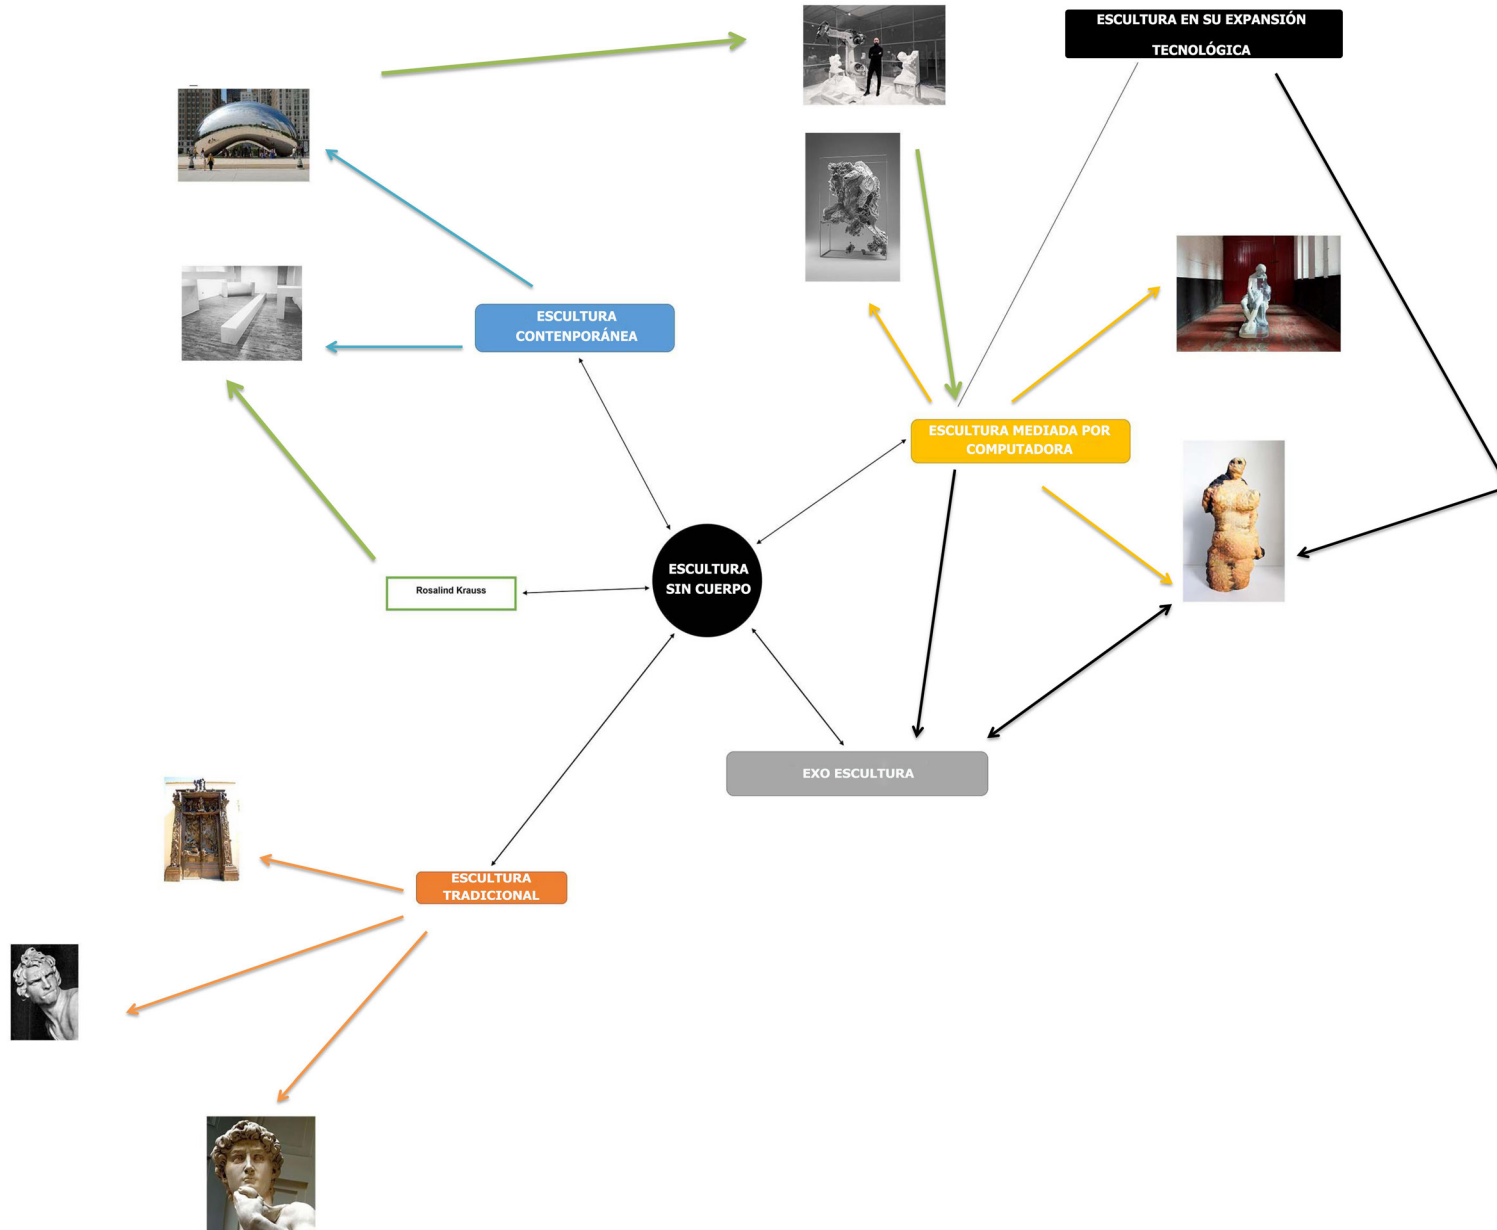 ESCULTURA EN SU EXPANSIÓN
TECNOLÓGICA
ESCULTURA
CONTENPORÁNEA
ESCULTURA MEDIADA POR
COMPUTADORA
ESCULTURA
SIN CUERPO
Rosalind Krauss
EXO ESCULTURA
ESCULTURA
TRADICIONAL